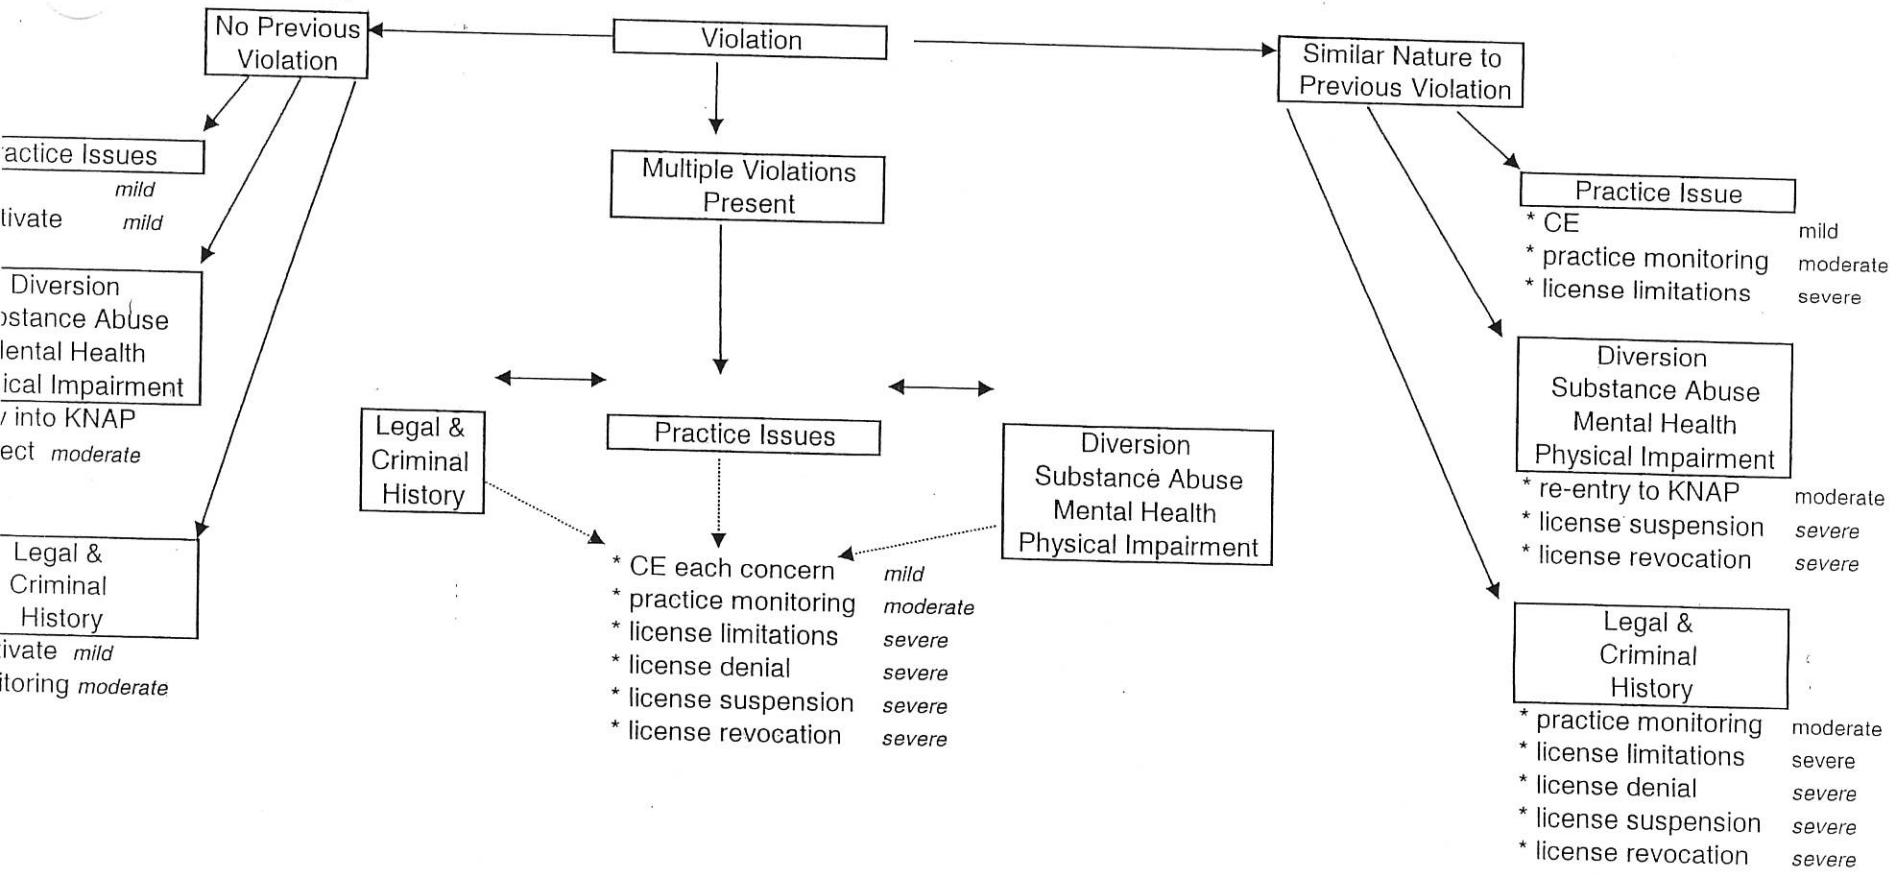 No Previous
Violation
Violation
Similar Nature to
Previous Violation
actice Issues
mild
tivate mild
Diversion
ostance Abuse
lental Health
ical Impairment
y into KNAP
ect moderate
Legal &
Criminal
History
tivate mild
itoring moderate
Multiple Violations
Present
Legal &
Criminal
History
Practice Issues
Diversion
Substance Abuse
Mental Health
Physical Impairment
* CE each concern mild
* practice monitoring moderate
* license limitations severe
* license denial severe
* license suspension severe
* license revocation severe
Practice Issue
* CE mild
* practice monitoring moderate
* license limitations severe
Diversion
Substance Abuse
Mental Health
Physical Impairment
* re-entry to KNAP moderate
* license suspension severe
* license revocation severe
Legal &
Criminal
History
* practice monitoring moderate
* license limitations severe
* license denial severe
* license suspension severe
* license revocation severe